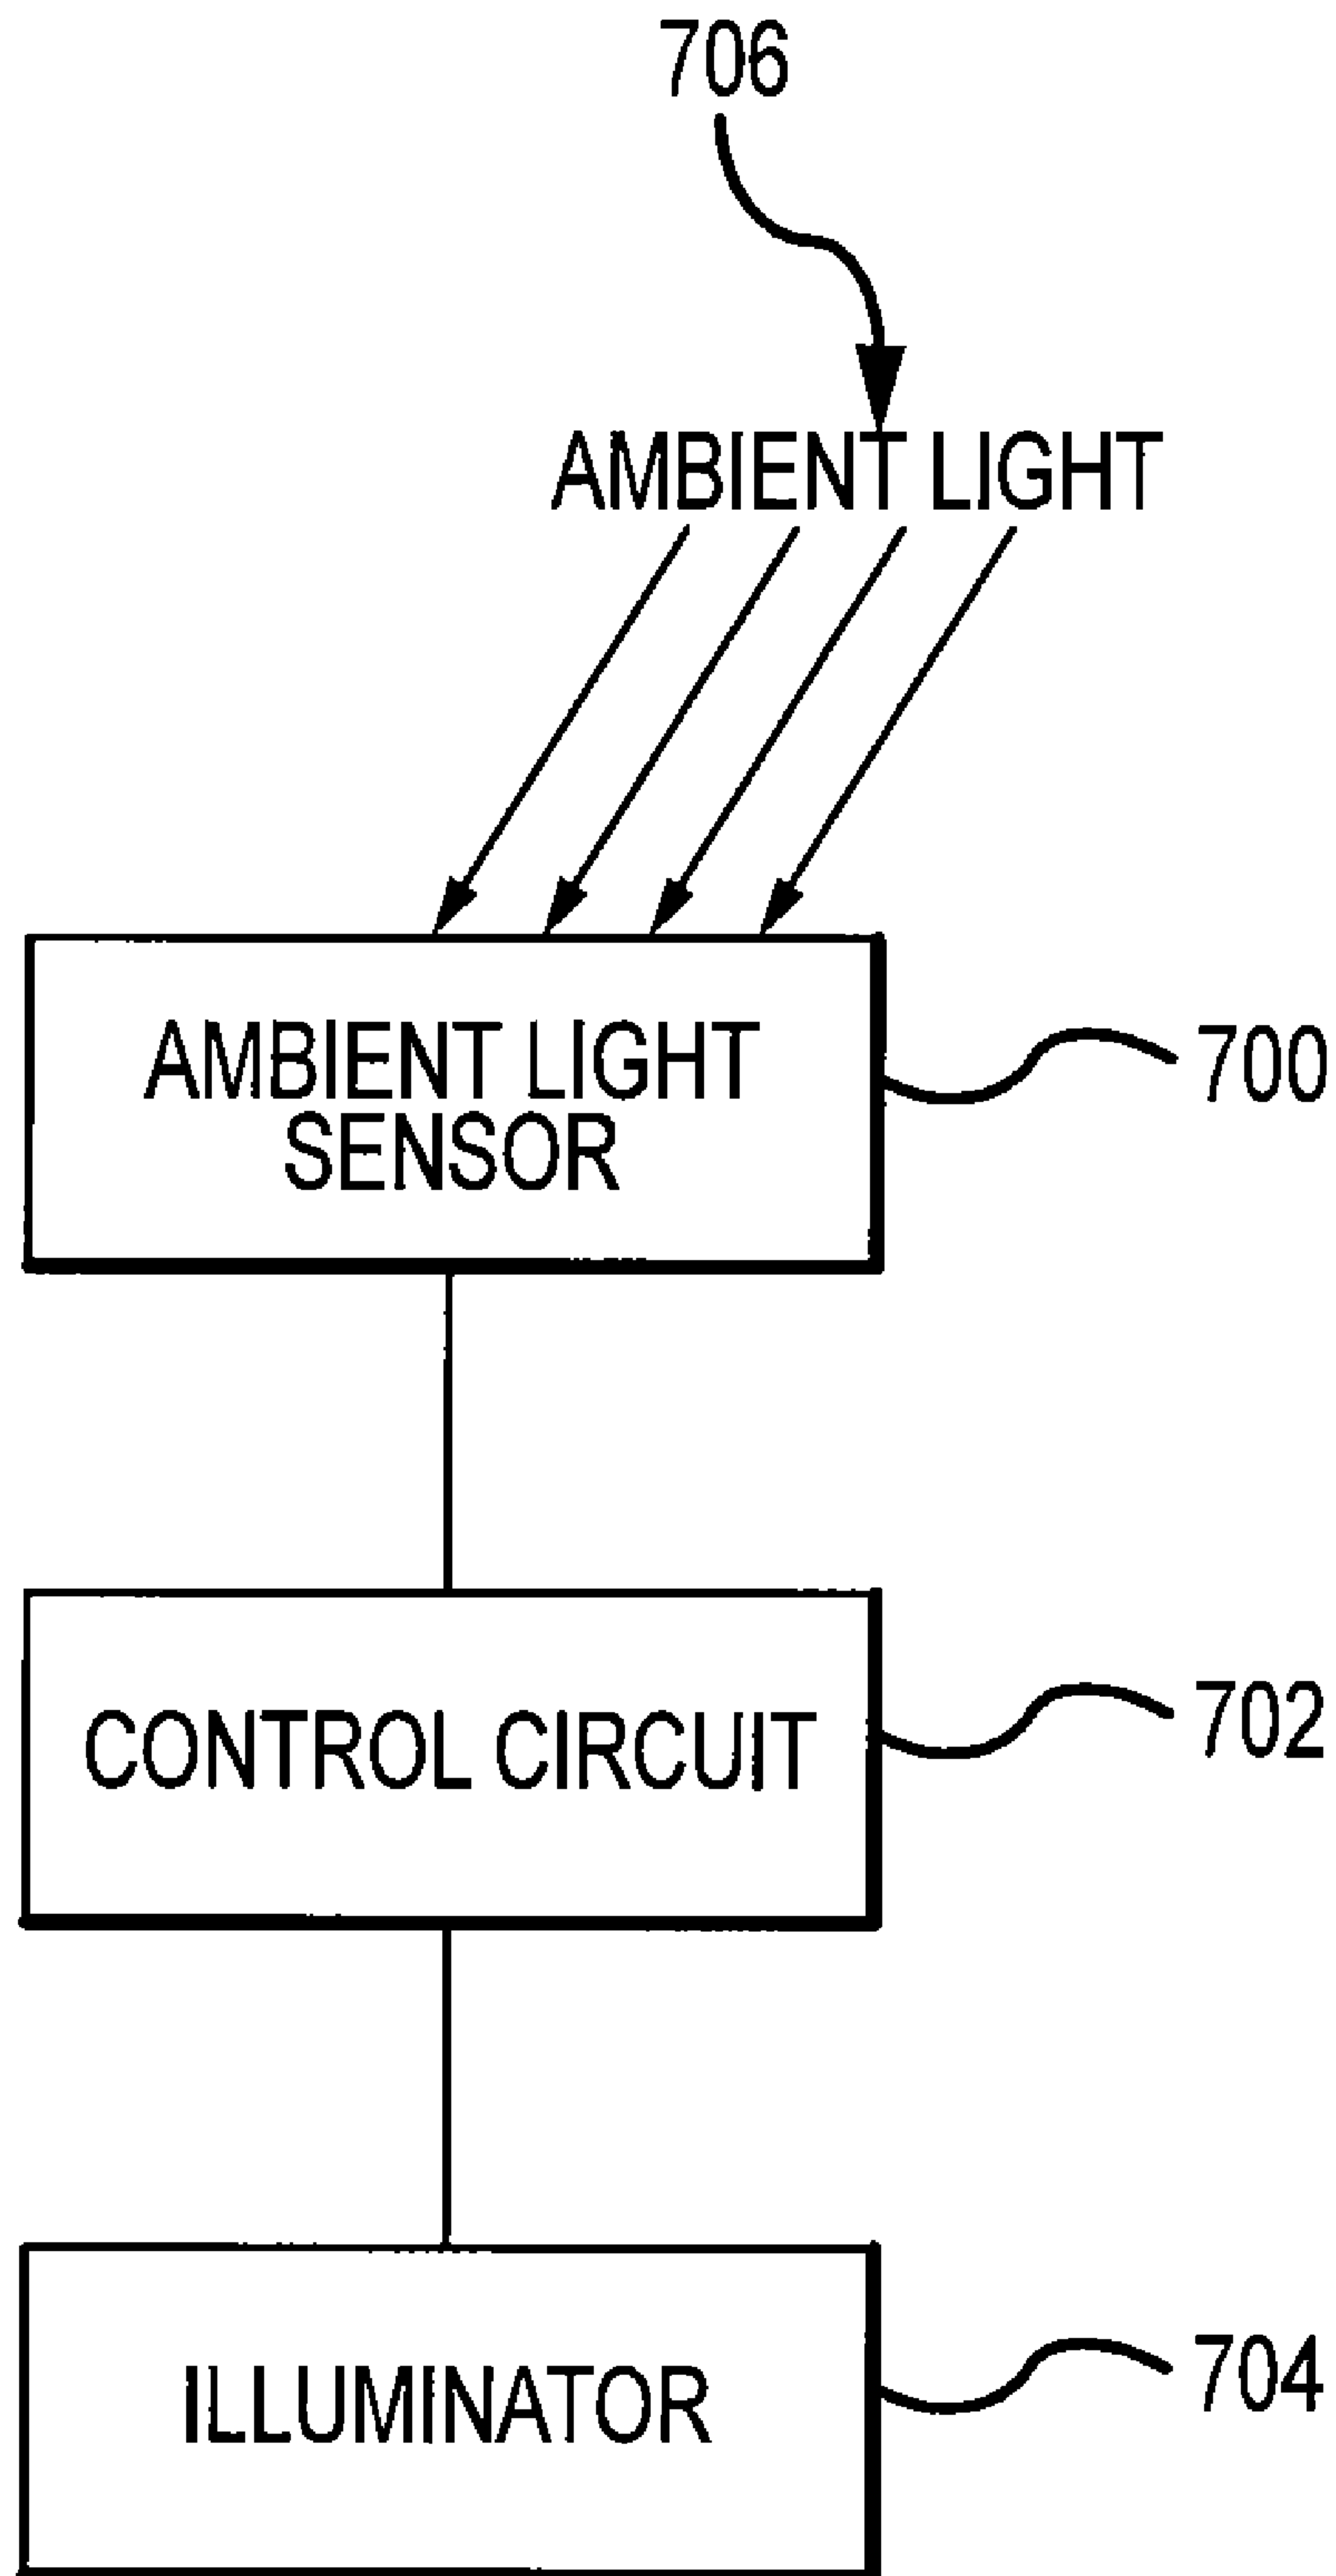 706
AMBIENT LIGHT
AMBIENT LIGHT
SENSOR
700
CONTROL CIRCUIT
702
ILLUMINATOR
704